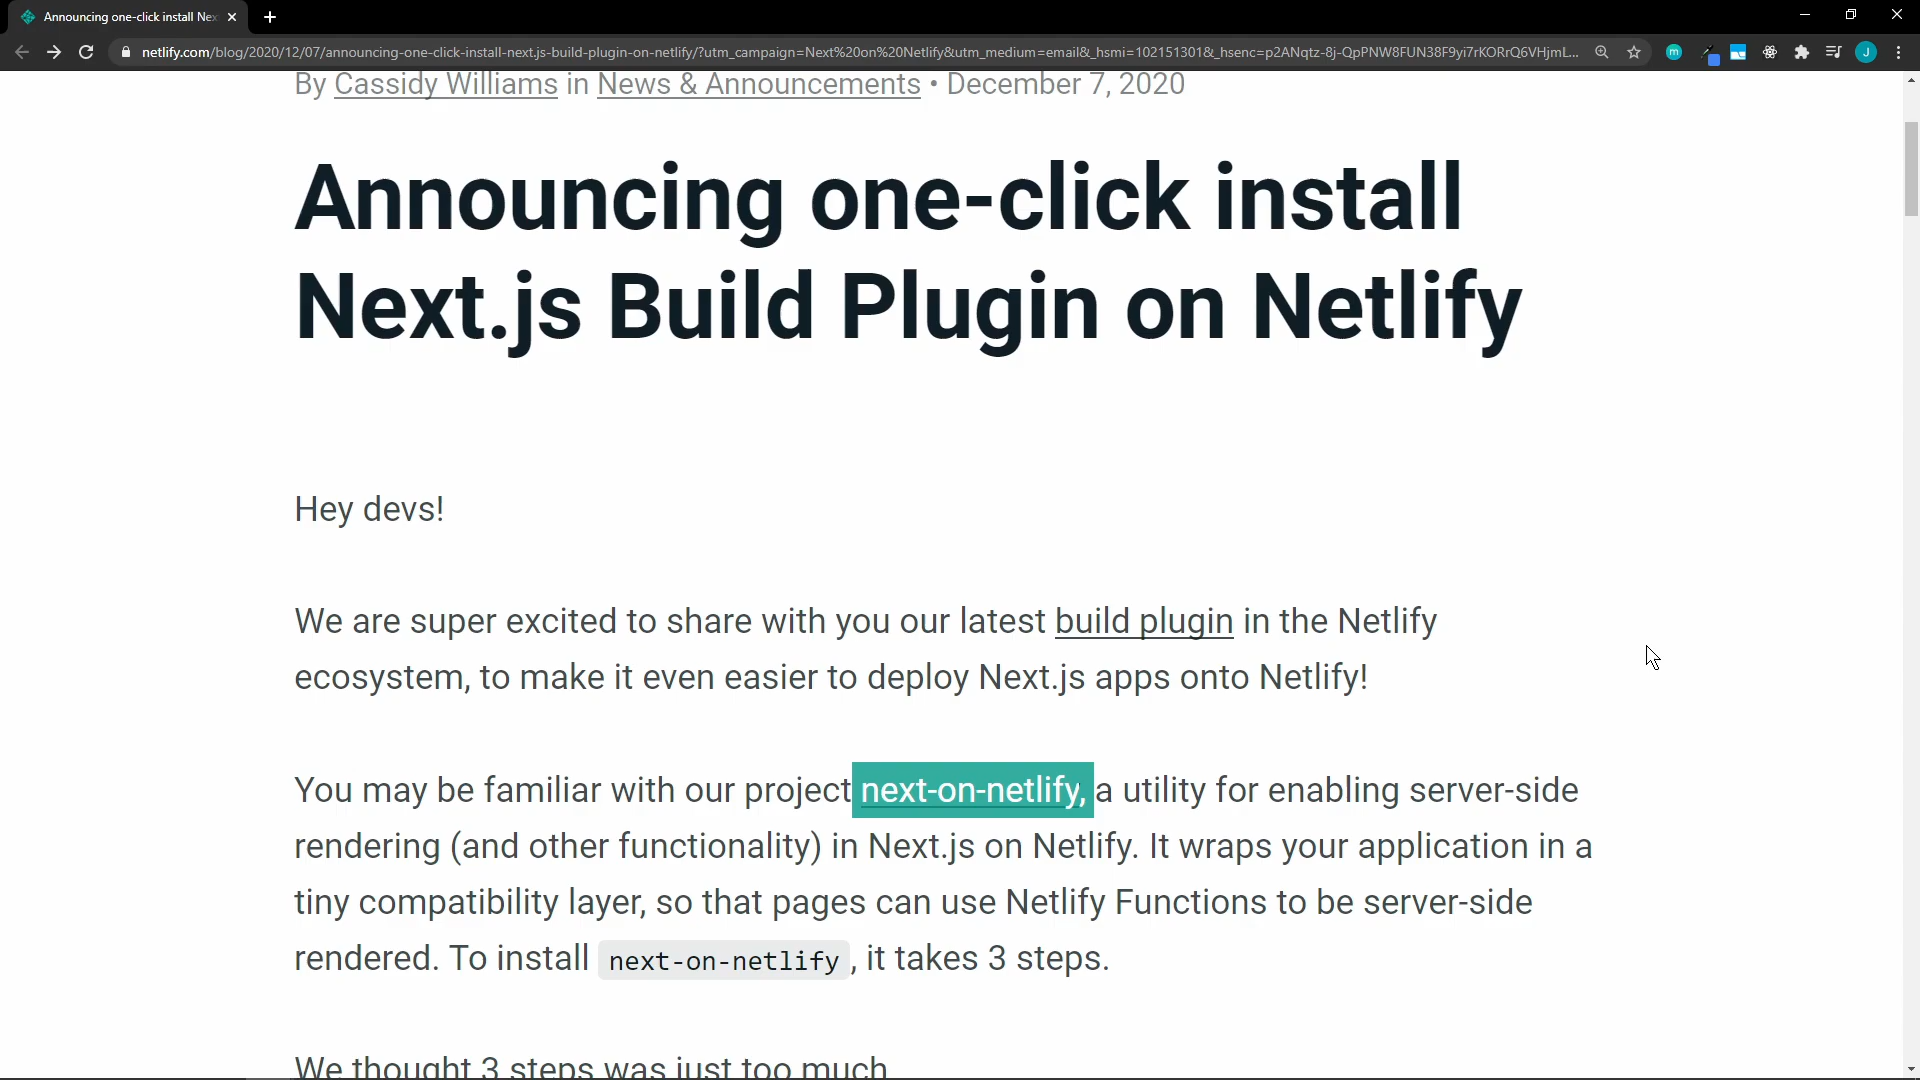 Announcing one-click install Nex
netlify.com/blog/2020/12/07/announcing-one-click-install-next.js-build-plugin-on-netlify/?utm_campaign=Next%20on%20Netlify&utm_medium=email&_hsmi=102151301&_hsenc=p2ANqtz-8j-QpPNW8FUN38F9yi7rKORrQ6VHjmL...
m
J
By Cassidy Williams in News & Announcements • December 7, 2020
Announcing one-click install
Next.js Build Plugin on Netlify
Hey devs!
We are super excited to share with you our latest build plugin in the Netlify
ecosystem, to make it even easier to deploy Next.js apps onto Netlify!
You may be familiar with our project next-on-netlify, a utility for enabling server-side
rendering (and other functionality) in Next.js on Netlify. It wraps your application in a
tiny compatibility layer, so that pages can use Netlify Functions to be server-side
rendered. To install next-on-netlify, it takes 3 steps.
We thought 3 steps was just too much